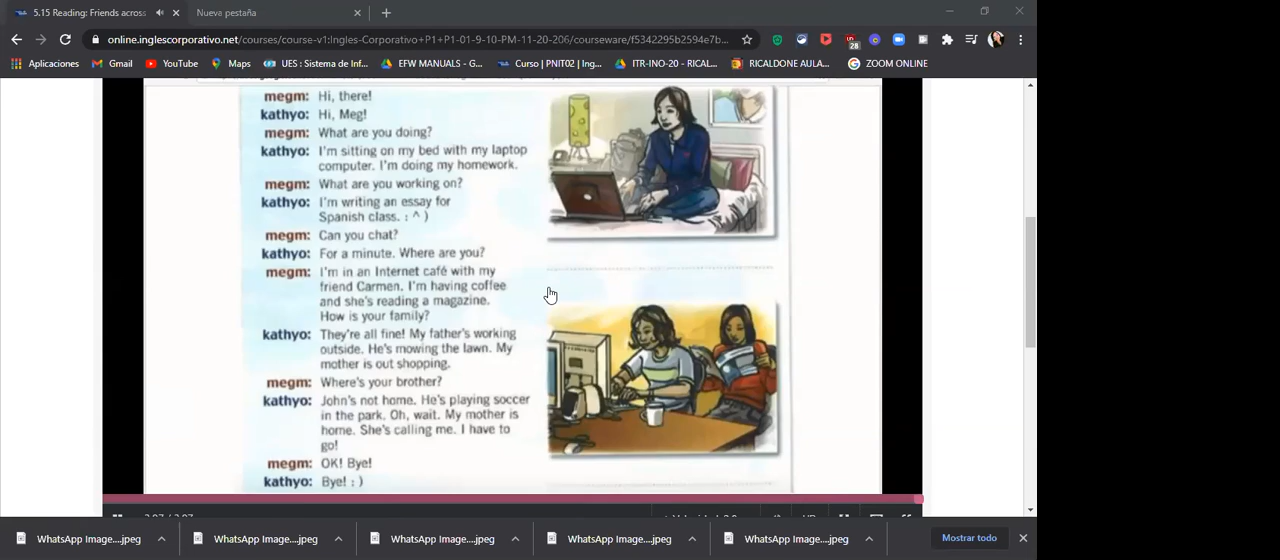 5.15 Reading: Friends across
Nueva pestaña
online.inglescorporativo.net/courses/course-v1:Ingles-Corporativo+P1+P1-01-9-10-PM-11-20-206/courseware/f5342295b2594e7b...
28
Aplicaciones
Gmail
YouTube
Maps
UES : Sistema de Inf...
EFW MANUALS - G...
Curso | PNIT02 | Ing...
ITR-INO-20 - RICAL...
RICALDONE AULA...
ZOOM ONLINE
megm: Hi, there!
kathyo: Hi, Meg!
megm: What are you doing?
kathyo: I'm sitting on my bed with my laptop
computer. I'm doing my homework.
megm: What are you working on?
kathyo: I'm writing an essay for
Spanish class. : ^ )
megm: Can you chat?
kathyo: For a minute. Where are you?
megm: I'm in an Internet café with my
friend Carmen. I'm having coffee
and she's reading a magazine.
How is your family?
kathyo: They're all fine! My father's working
outside. He's mowing the lawn. My
mother is out shopping.
megm: Where's your brother?
kathyo: John's not home. He's playing soccer
in the park. Oh, wait. My mother is
home. She's calling me. I have to
go!
megm: OK! Bye!
kathyo: Bye! : )
WhatsApp Image....jpeg
WhatsApp Image....jpeg
WhatsApp Image....jpeg
WhatsApp Image....jpeg
WhatsApp Image....jpeg
Mostrar todo